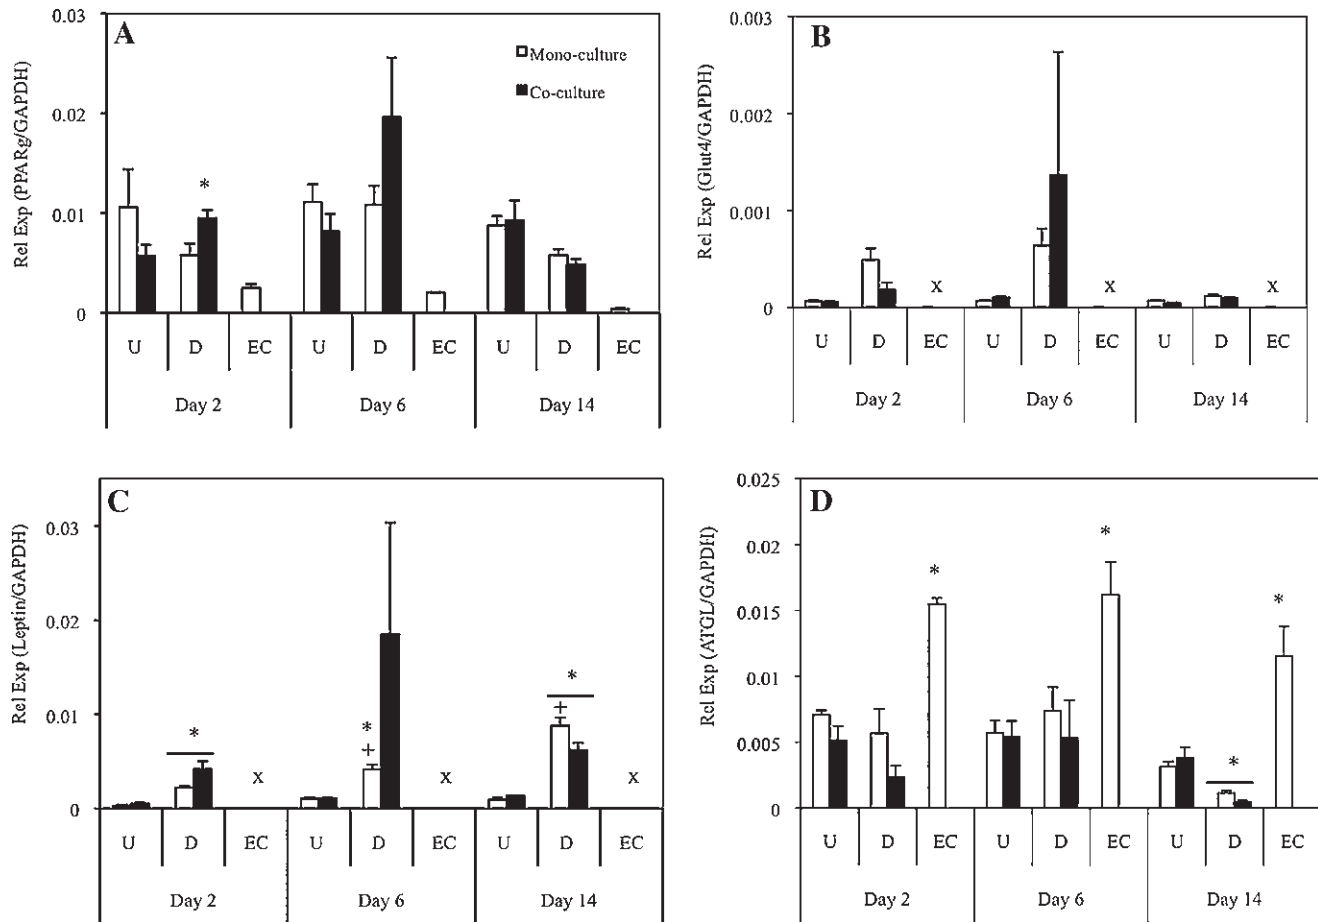 A
Rel Exp (PPARg/GAPDH)
0.03
0.02
0.01
0
Mono-culture
Co-culture
*
U D EC U D EC U D EC
Day 2 Day 6 Day 14
B
Rel Exp (Glut4/GAPDH)
0.003
0.002
0.001
0
x x x
U D EC U D EC U D EC
Day 2 Day 6 Day 14
C
Rel Exp (Leptin/GAPDH)
0.03
0.02
0.01
0
* x * + x * + x
U D EC U D EC U D EC
Day 2 Day 6 Day 14
D
Rel Exp (ATGL/GAPDH)
0.025
0.02
0.015
0.01
0.005
0
* * * *
U D EC U D EC U D EC
Day 2 Day 6 Day 14